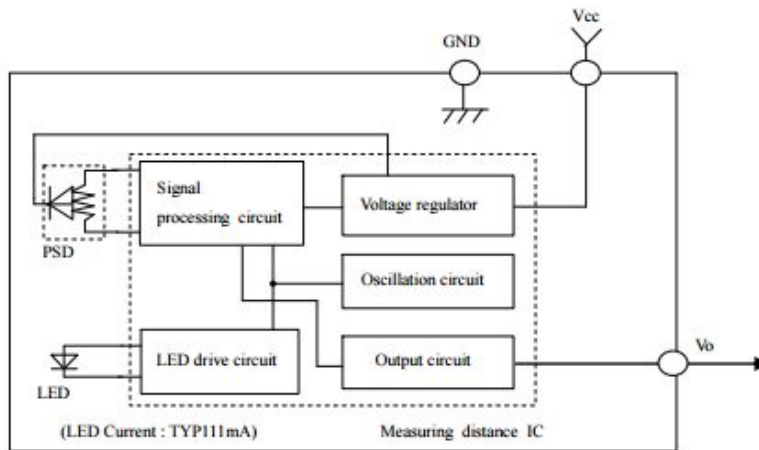 Vcc
GND
Signal
processing circuit
Voltage regulator
PSD
Oscillation circuit
LED drive circuit
Output circuit
Vo
LED
(LED Current : TYP111mA)
Measuring distance IC